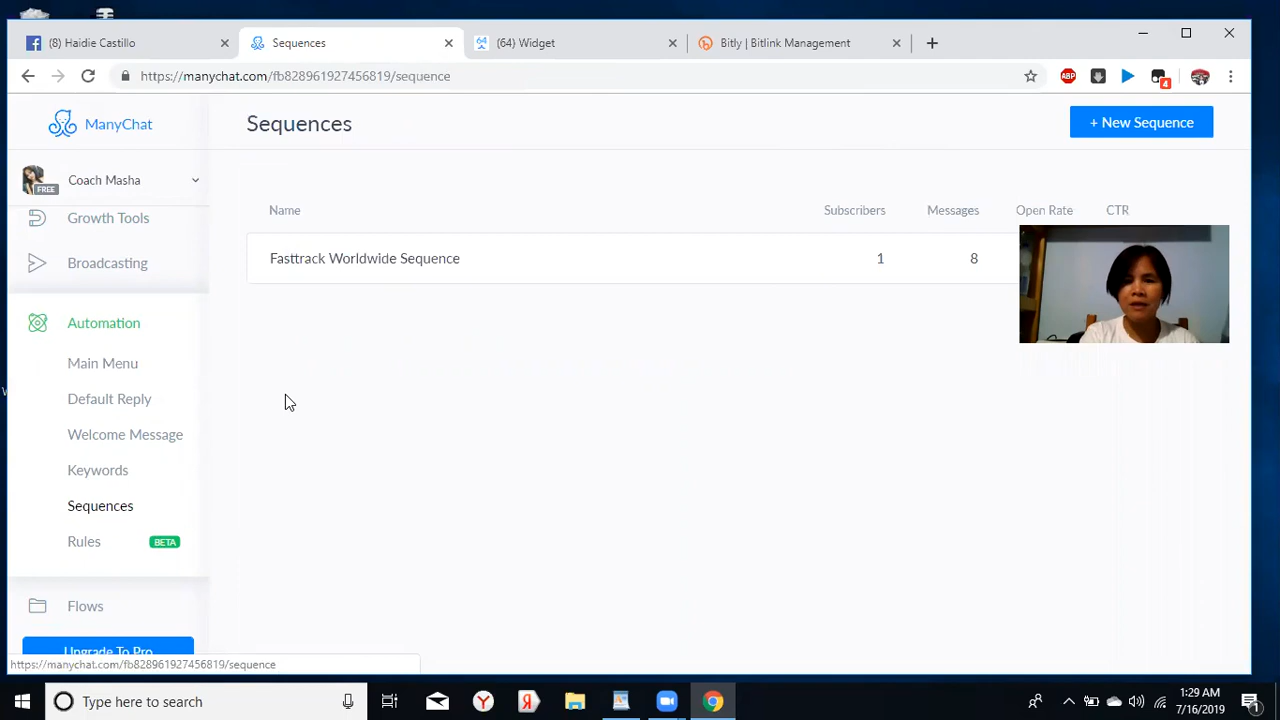 (8) Haidie Castillo
Sequences
(64) Widget
Bitly | Bitlink Management
https://manychat.com/fb828961927456819/sequence
ABP
4
ManyChat
Sequences
+ New Sequence
Coach Masha
FREE
Growth Tools
Name
Subscribers
Messages
Open Rate
CTR
Broadcasting
Fasttrack Worldwide Sequence
1
8
Automation
Main Menu
Default Reply
Welcome Message
Keywords
Sequences
Rules
BETA
Flows
Upgrade To Pro
https://manychat.com/fb828961927456819/sequence
Type here to search
1:29 AM
7/16/2019
1